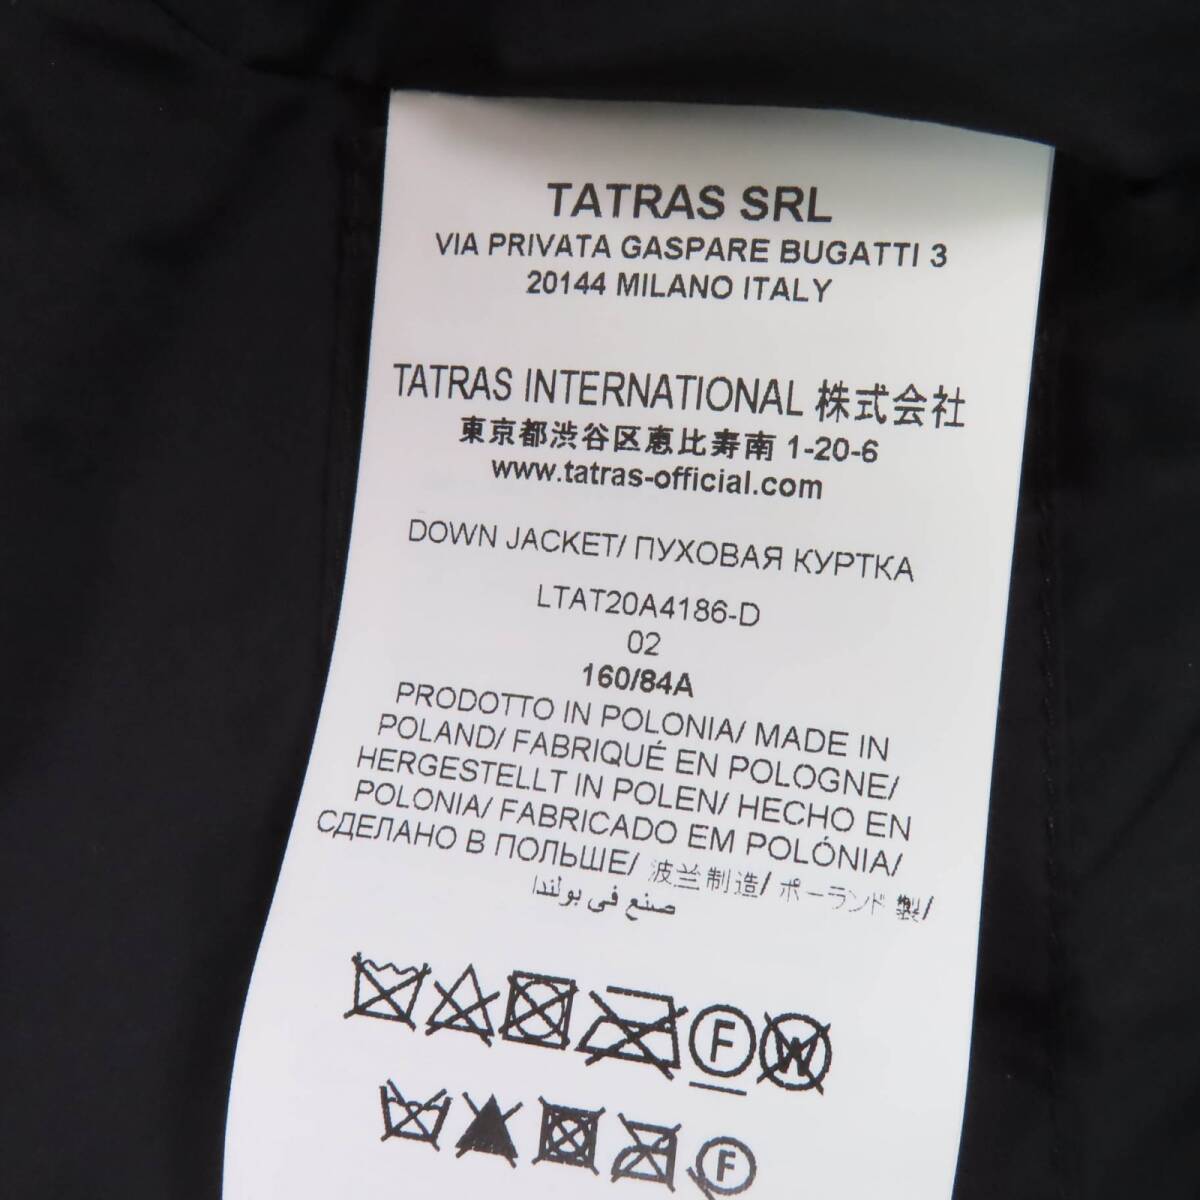 TATRAS SRL
VIA PRIVATA GASPARE BUGATTI 3
20144 MILANO ITALY
TATRAS INTERNATIONAL 株式会社
東京都渋谷区恵比寿南 1-20-6
www.tatras-official.com
DOWN JACKET/ ПУХОВАЯ КУРТКА
LTAT20A4186-D
02
160/84A
PRODOTTO IN POLONIA/ MADE IN
POLAND/ FABRIQUÉ EN POLOGNE/
HERGESTELLT IN POLEN/ HECHO EN
POLONIA/ FABRICADO EM POLÓNIA/
СДЕЛАНО В ПОЛЬШЕ/ 波兰制造/ ポーランド製/
صنع في بولندا
F W
F